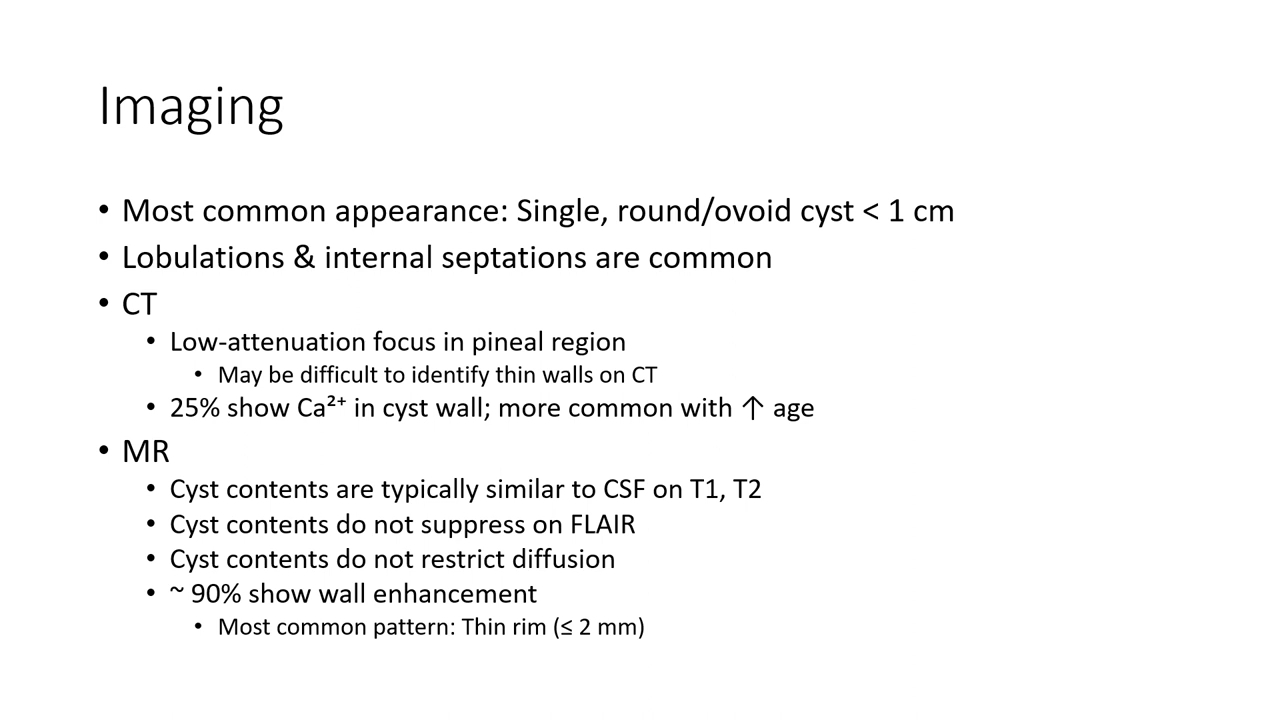 Imaging
• Most common appearance: Single, round/ovoid cyst < 1 cm
• Lobulations & internal septations are common
• CT
• Low-attenuation focus in pineal region
• May be difficult to identify thin walls on CT
• 25% show Ca²⁺ in cyst wall; more common with ↑ age
• MR
• Cyst contents are typically similar to CSF on T1, T2
• Cyst contents do not suppress on FLAIR
• Cyst contents do not restrict diffusion
• ~ 90% show wall enhancement
• Most common pattern: Thin rim (≤ 2 mm)